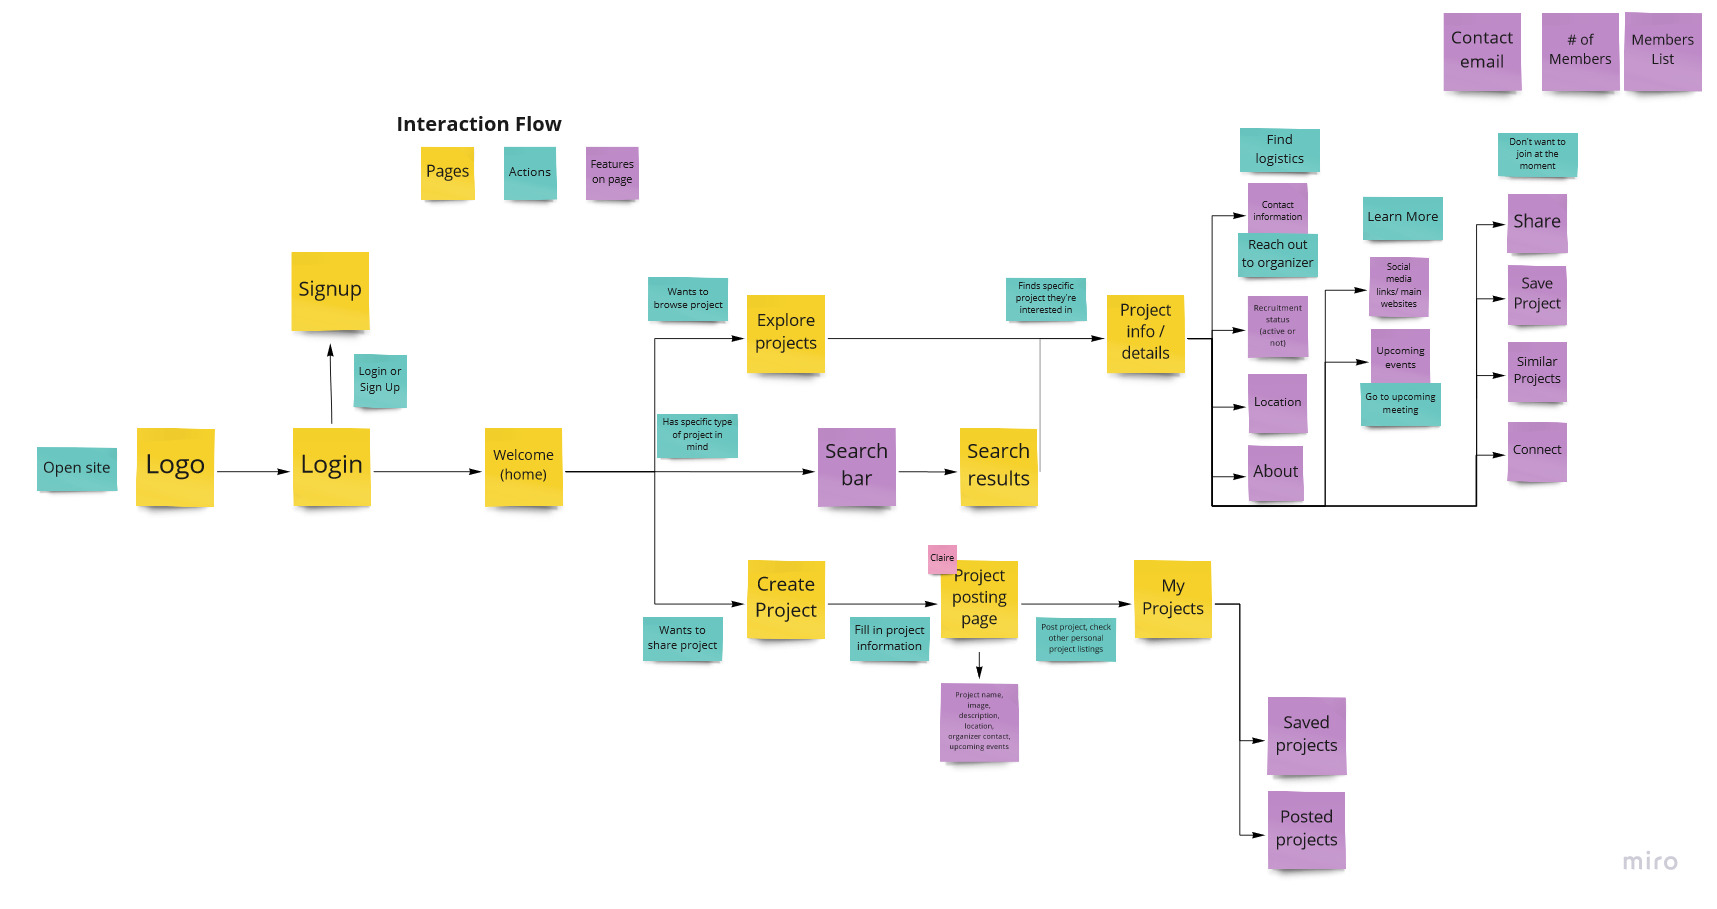 Contact
email
# of
Members
Members
List
Interaction Flow
Pages
Actions
Features
on page
Find
logistics
Don't want to
join at the
moment
Contact
information
Reach out
to organizer
Learn More
Share
Signup
Wants to
browse project
Finds specific
project they're
interested in
Social
media
links/ main
websites
Save
Project
Explore
projects
Project
info /
details
Recruitment
status
(active or
not)
Upcoming
events
Similar
Projects
Login or
Sign Up
Location
Go to upcoming
meeting
Has specific type
of project in
mind
Open site
Logo
Login
Welcome
(home)
Search
bar
Search
results
About
Connect
Claire
Create
Project
Project
posting
page
My
Projects
Wants to
share project
Fill in project
information
Post project, check
other personal
project listings
Project name,
image,
description,
location,
organizer contact,
upcoming events
Saved
projects
Posted
projects
miro